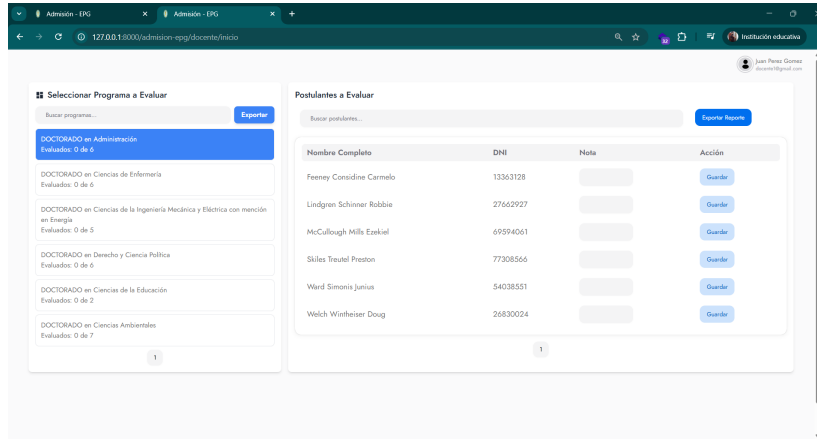 Admisión - EPG
Admisión - EPG
127.0.0.1:8000/admision-epg/docente/inicio
Institución educativa
Juan Perez Gomez
docente1@gmail.com
Seleccionar Programa a Evaluar
Buscar programas...
Exportar
DOCTORADO en Administración
Evaluados: 0 de 6
DOCTORADO en Ciencias de Enfermería
Evaluados: 0 de 6
DOCTORADO en Ciencias de la Ingeniería Mecánica y Eléctrica con mención
en Energía
Evaluados: 0 de 5
DOCTORADO en Derecho y Ciencia Política
Evaluados: 0 de 6
DOCTORADO en Ciencias de la Educación
Evaluados: 0 de 2
DOCTORADO en Ciencias Ambientales
Evaluados: 0 de 7
1
Postulantes a Evaluar
Buscar postulantes...
Exportar Reporte
Nombre Completo DNI Nota Acción
Feeney Considine Carmelo 13363128 Guardar
Lindgren Schinner Robbie 27662927 Guardar
McCullough Mills Ezekiel 69594061 Guardar
Skiles Treutel Preston 77308566 Guardar
Ward Simonis Junius 54038551 Guardar
Welch Wintheiser Doug 26830024 Guardar
1